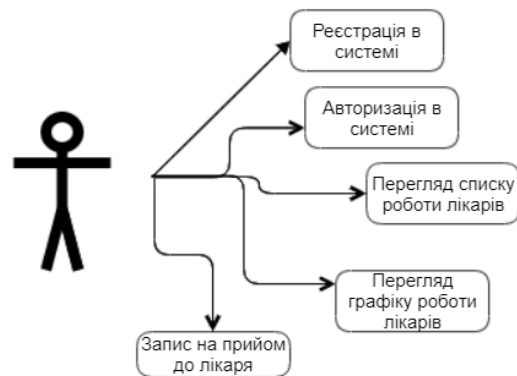 Реєстрація в
системі
Авторизація в
системі
Перегляд списку
роботи лікарів
Перегляд
графіку роботи
лікарів
Запис на прийом
до лікаря